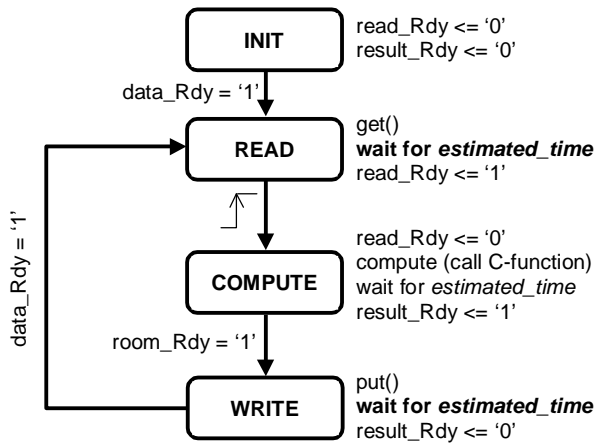 INIT
read_Rdy <= ‘0’
result_Rdy <= ‘0’
data_Rdy = ‘1’
READ
get()
wait for estimated_time
read_Rdy <= ‘1’
data_Rdy = ‘1’
COMPUTE
read_Rdy <= ‘0’
compute (call C-function)
wait for estimated_time
result_Rdy <= ‘1’
room_Rdy = ‘1’
WRITE
put()
wait for estimated_time
result_Rdy <= ‘0’